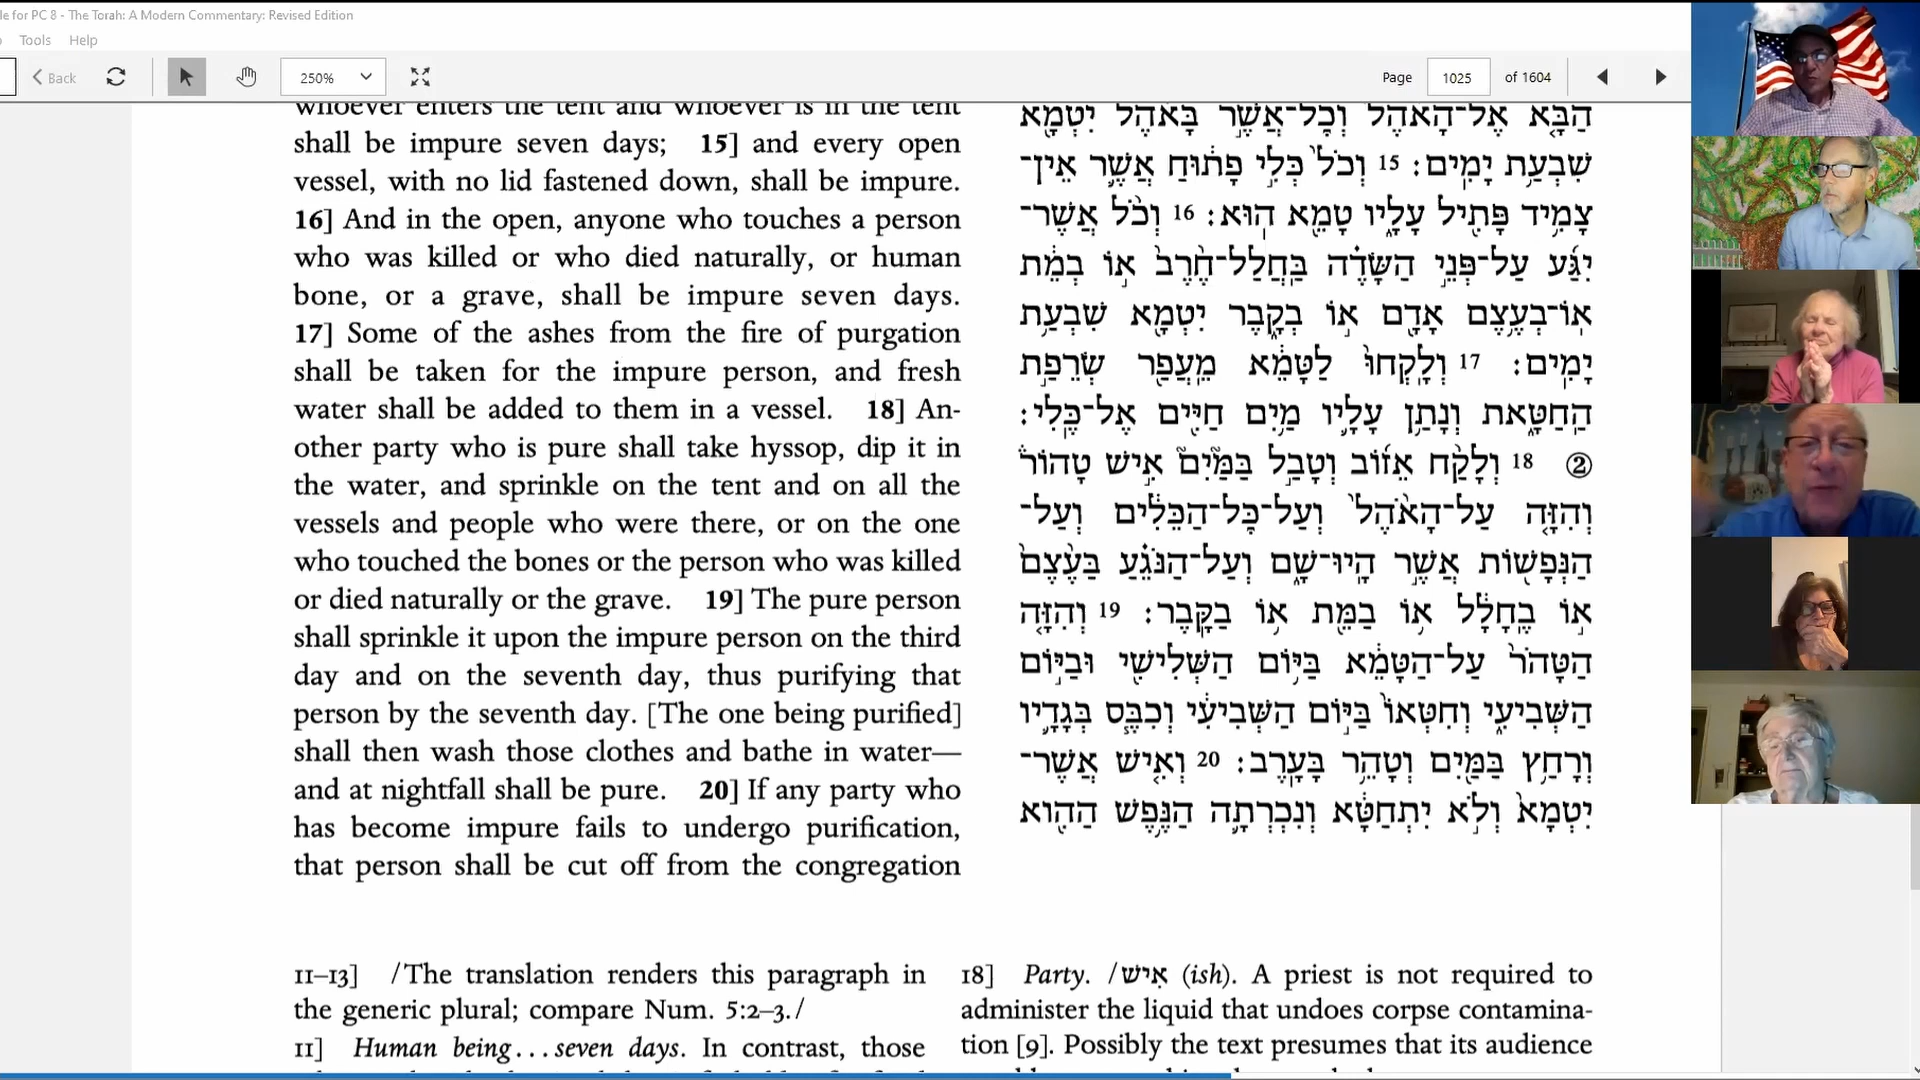 le for PC 8 - The Torah: A Modern Commentary: Revised Edition
Tools Help
Back
250%
Page 1025 of 1604
whoever enters the tent and whoever is in the tent
shall be impure seven days; 15] and every open
vessel, with no lid fastened down, shall be impure.
16] And in the open, anyone who touches a person
who was killed or who died naturally, or human
bone, or a grave, shall be impure seven days.
17] Some of the ashes from the fire of purgation
shall be taken for the impure person, and fresh
water shall be added to them in a vessel. 18] An-
other party who is pure shall take hyssop, dip it in
the water, and sprinkle on the tent and on all the
vessels and people who were there, or on the one
who touched the bones or the person who was killed
or died naturally or the grave. 19] The pure person
shall sprinkle it upon the impure person on the third
day and on the seventh day, thus purifying that
person by the seventh day. [The one being purified]
shall then wash those clothes and bathe in water—
and at nightfall shall be pure. 20] If any party who
has become impure fails to undergo purification,
that person shall be cut off from the congregation
הַבָּ֤א אֶל־הָאֹ֙הֶל֙ וְכׇל־אֲשֶׁ֣ר בָּאֹ֔הֶל יִטְמָ֖א
שִׁבְעַ֥ת יָמִֽים׃ 15 וְכֹל֙ כְּלִ֣י פָת֔וּחַ אֲשֶׁ֛ר אֵין־
צָמִ֥יד פָּתִ֖יל עָלָ֑יו טָמֵ֖א הֽוּא׃ 16 וְכֹ֨ל אֲשֶׁר־
יִגַּ֜ע עַל־פְּנֵ֣י הַשָּׂדֶ֗ה בַּֽחֲלַל־חֶ֙רֶב֙ א֣וֹ בְמֵ֔ת
אֽוֹ־בְעֶ֥צֶם אָדָ֖ם א֣וֹ בְקָ֑בֶר יִטְמָ֖א שִׁבְעַ֥ת
יָמִֽים׃ 17 וְלָֽקְחוּ֙ לַטָּמֵ֔א מֵֽעֲפַ֖ר שְׂרֵפַ֣ת
הַֽחַטָּ֑את וְנָתַ֥ן עָלָ֛יו מַ֥יִם חַיִּ֖ים אֶל־כֶּֽלִי׃
② 18 וְלָקַ֨ח אֵז֜וֹב וְטָבַ֣ל בַּמַּ֘יִם֮ אִ֣ישׁ טָהוֹר֒
וְהִזָּ֤ה עַל־הָאֹ֙הֶל֙ וְעַל־כׇּל־הַכֵּלִ֔ים וְעַל־
הַנְּפָשׁ֖וֹת אֲשֶׁ֣ר הָֽיוּ־שָׁ֑ם וְעַל־הַנֹּגֵ֗עַ בַּעֶ֙צֶם֙
א֣וֹ בֶֽחָלָ֔ל א֥וֹ בַמֵּ֖ת א֥וֹ בַקָּֽבֶר׃ 19 וְהִזָּ֤ה
הַטָּהֹר֙ עַל־הַטָּמֵ֔א בַּיּ֥וֹם הַשְּׁלִישִׁ֖י וּבַיּ֣וֹם
הַשְּׁבִיעִ֑י וְחִטְּאוֹ֙ בַּיּ֣וֹם הַשְּׁבִיעִ֔י וְכִבֶּ֧ס בְּגָדָ֛יו
וְרָחַ֥ץ בַּמַּ֖יִם וְטָהֵ֥ר בָּעָֽרֶב׃ 20 וְאִ֤ישׁ אֲשֶׁר־
יִטְמָא֙ וְלֹ֣א יִתְחַטָּ֔א וְנִכְרְתָ֛ה הַנֶּ֥פֶשׁ הַהִ֖וא
11–13] /The translation renders this paragraph in
the generic plural; compare Num. 5:2–3./
11] Human being . . . seven days. In contrast, those
18] Party. /אִישׁ (ish). A priest is not required to
administer the liquid that undoes corpse contamina-
tion [9]. Possibly the text presumes that its audience